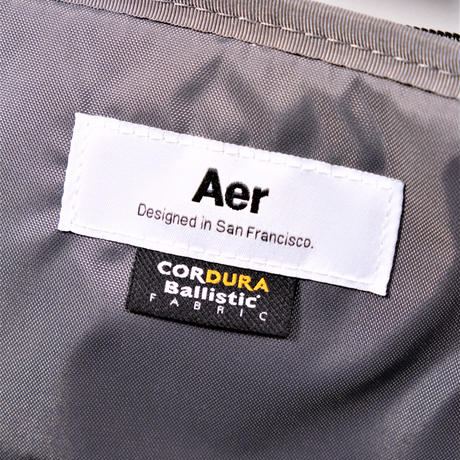 Aer
Designed in San Francisco.
CORDURA
Ballistic®
FABRIC